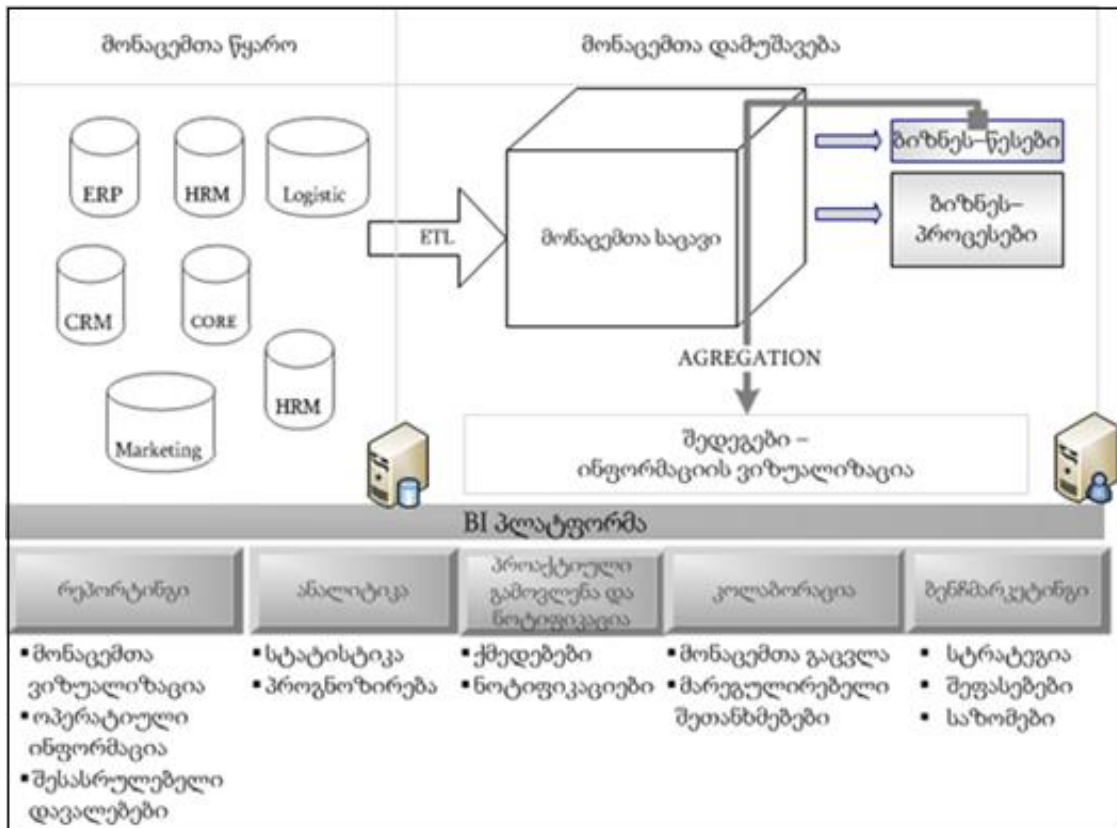 მონაცემთა წყარო
მონაცემთა დამუშავება
ERP
HRM
Logistic
CRM
CORE
HRM
Marketing
ETL
მონაცემთა საცავი
ბიზნეს–წესები
ბიზნეს–
პროცესები
AGREGATION
შედეგები –
ინფორმაციის ვიზუალიზაცია
BI პლატფორმა
რეპორტინგი
▪ მონაცემთა
ვიზუალიზაცია
▪ ოპერატიული
ინფორმაცია
▪ შესასრულებელი
დავალებები
ანალიტიკა
▪ სტატისტიკა
▪ პროგნოზირება
პროაქტიული
გამოვლენა და
ნოტიფიკაცია
▪ ქმედებები
▪ ნოტიფიკაციები
კოლაბორაცია
▪ მონაცემთა გაცვლა
▪ მარეგულირებელი
შეთანხმებები
ბენჩმარკეტინგი
▪ სტრატეგია
▪ შეფასებები
▪ საზომები